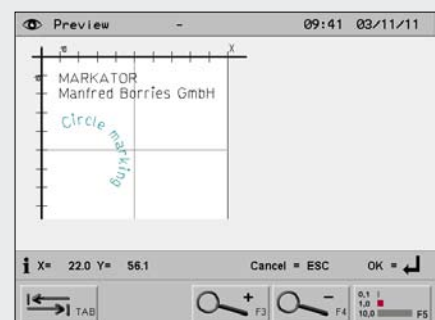 Preview - 09:41 03/11/11
X
MARKATOR
Manfred Borries GmbH
Circle marking
i X= 22.0 Y= 56.1 Cancel = ESC OK =
TAB
+ F3
- F4
0,1
1,0
10,0 F5